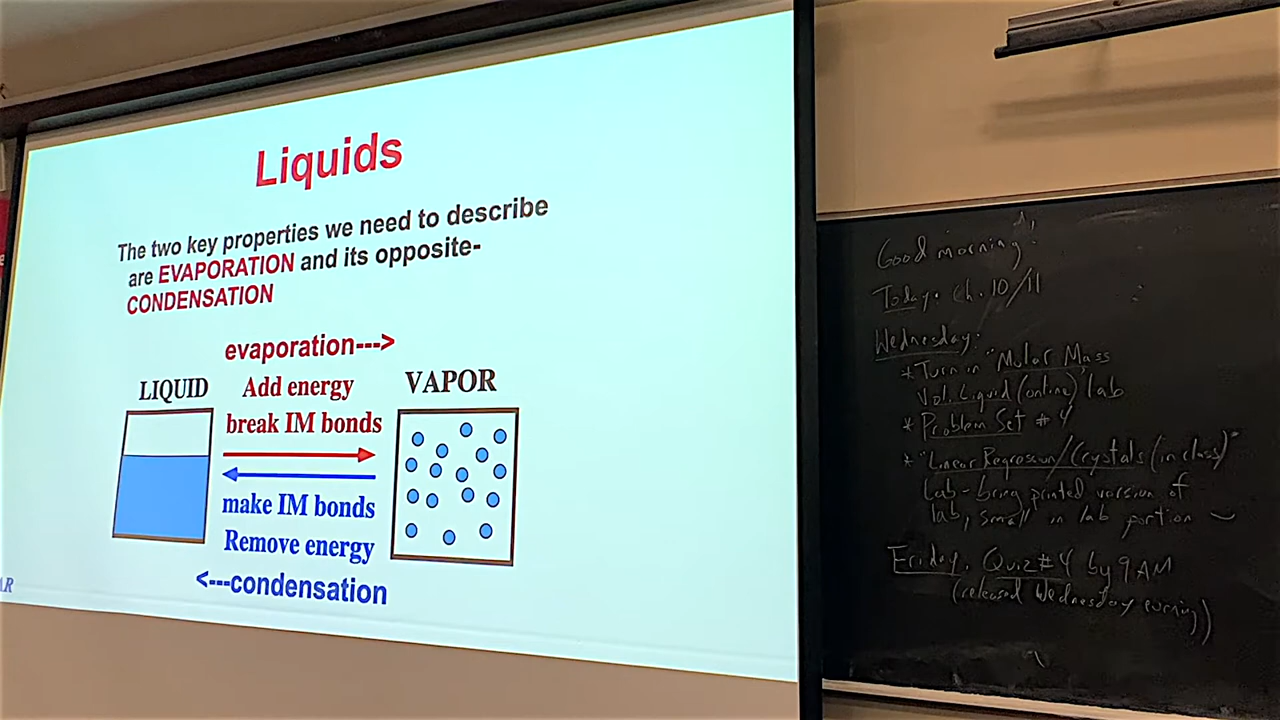 Liquids
The two key properties we need to describe
are EVAPORATION and its opposite-
CONDENSATION
evaporation--->
LIQUID
Add energy
VAPOR
break IM bonds
make IM bonds
Remove energy
<---condensation
AR
Good morning!
Today: Ch. 10/11
Wednesday:
* Turn in "Molar Mass
Vol. Liquid (online) lab
* Problem Set #4
* "Linear Regression/Crystals (in class)"
Lab - bring printed version of
lab, small in lab portion
Friday, Quiz #4 by 9AM
(released Wednesday evening)